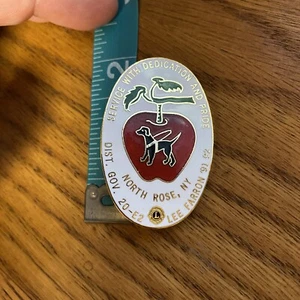 SERVICE WITH DEDICATION AND PRIDE
NORTH ROSE, NY
DIST. GOV. 20-E2 LEE FARRON '91 92
L
2